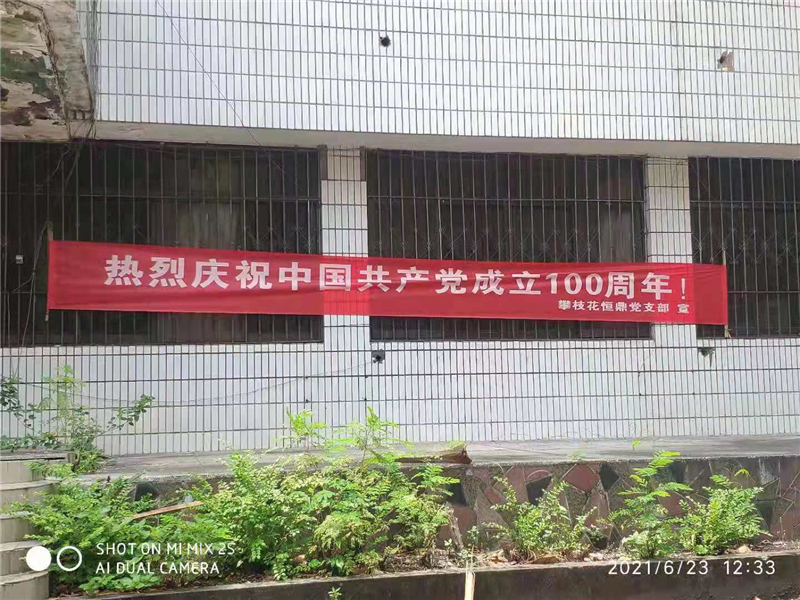 热烈庆祝中国共产党成立100周年!
攀枝花恒鼎党支部 宣
SHOT ON MI MIX 2S
AI DUAL CAMERA
2021/6/23 12:33